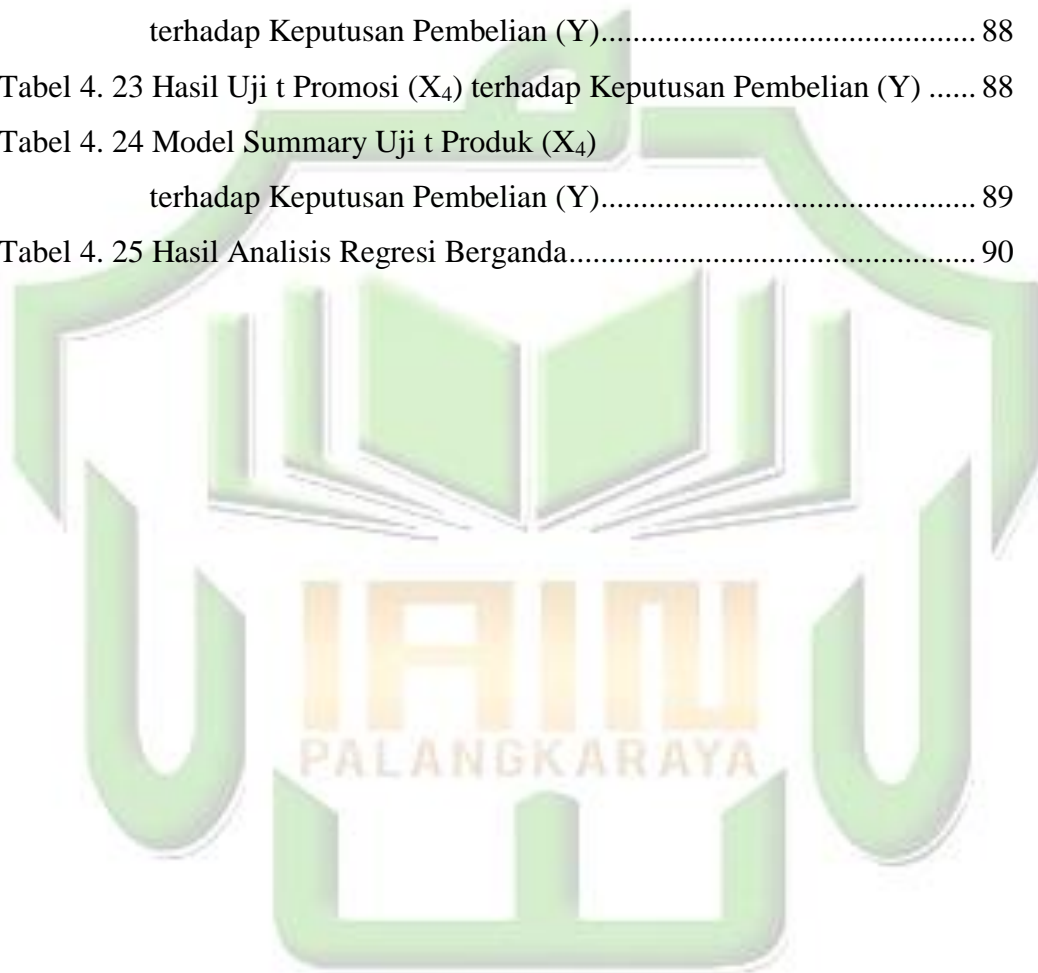 terhadap Keputusan Pembelian (Y)............................................... 88
Tabel 4. 23 Hasil Uji t Promosi (X₄) terhadap Keputusan Pembelian (Y) ...... 88
Tabel 4. 24 Model Summary Uji t Produk (X₄)
terhadap Keputusan Pembelian (Y)............................................... 89
Tabel 4. 25 Hasil Analisis Regresi Berganda................................................... 90
IAIN
PALANGKARAYA